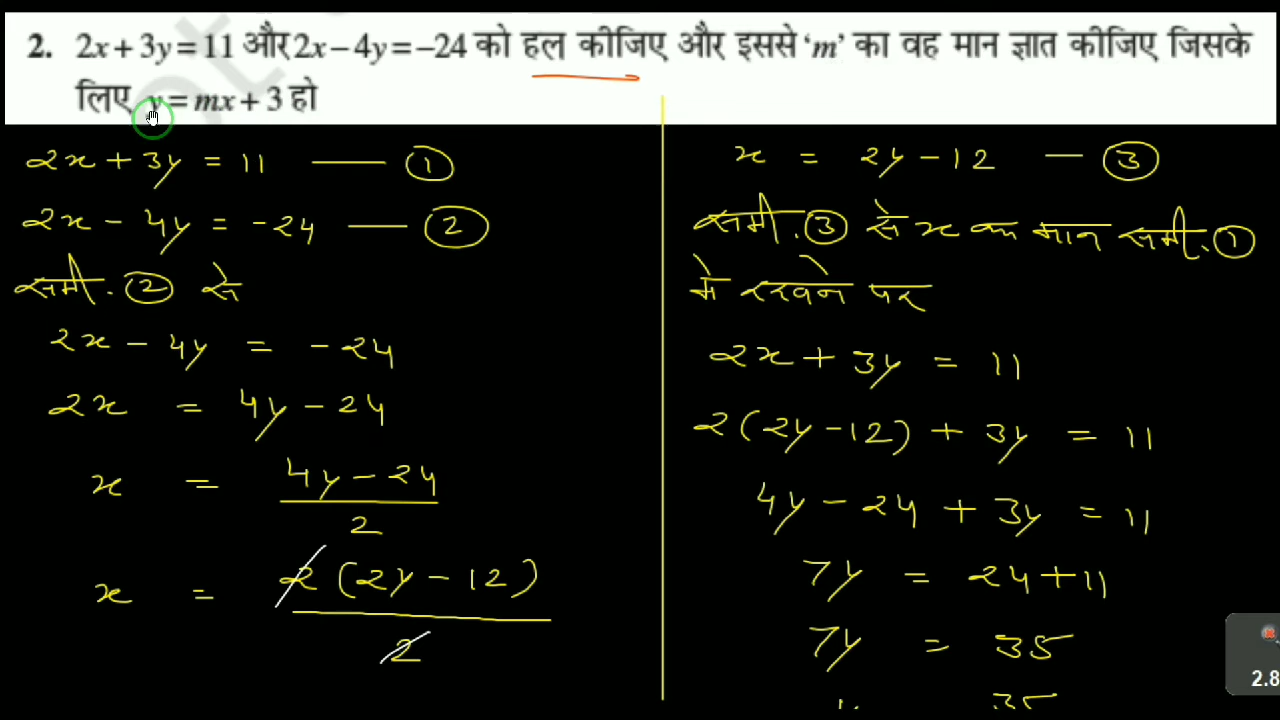 2. 2x + 3y = 11 और 2x – 4y = –24 को हल कीजिए और इससे ‘m’ का वह मान ज्ञात कीजिए जिसके
लिए y = mx + 3 हो
2x + 3y = 11 —— ①
2x - 4y = -24 —— ②
समी. ② से
2x - 4y = -24
2x = 4y - 24
x = 4y - 24
2
x = 2(2y - 12)
2
x = 2y - 12 — ③
समी. ③ से x का मान समी. ①
मे रखने पर
2x + 3y = 11
2(2y - 12) + 3y = 11
4y - 24 + 3y = 11
7y = 24 + 11
7y = 35
35
2.8